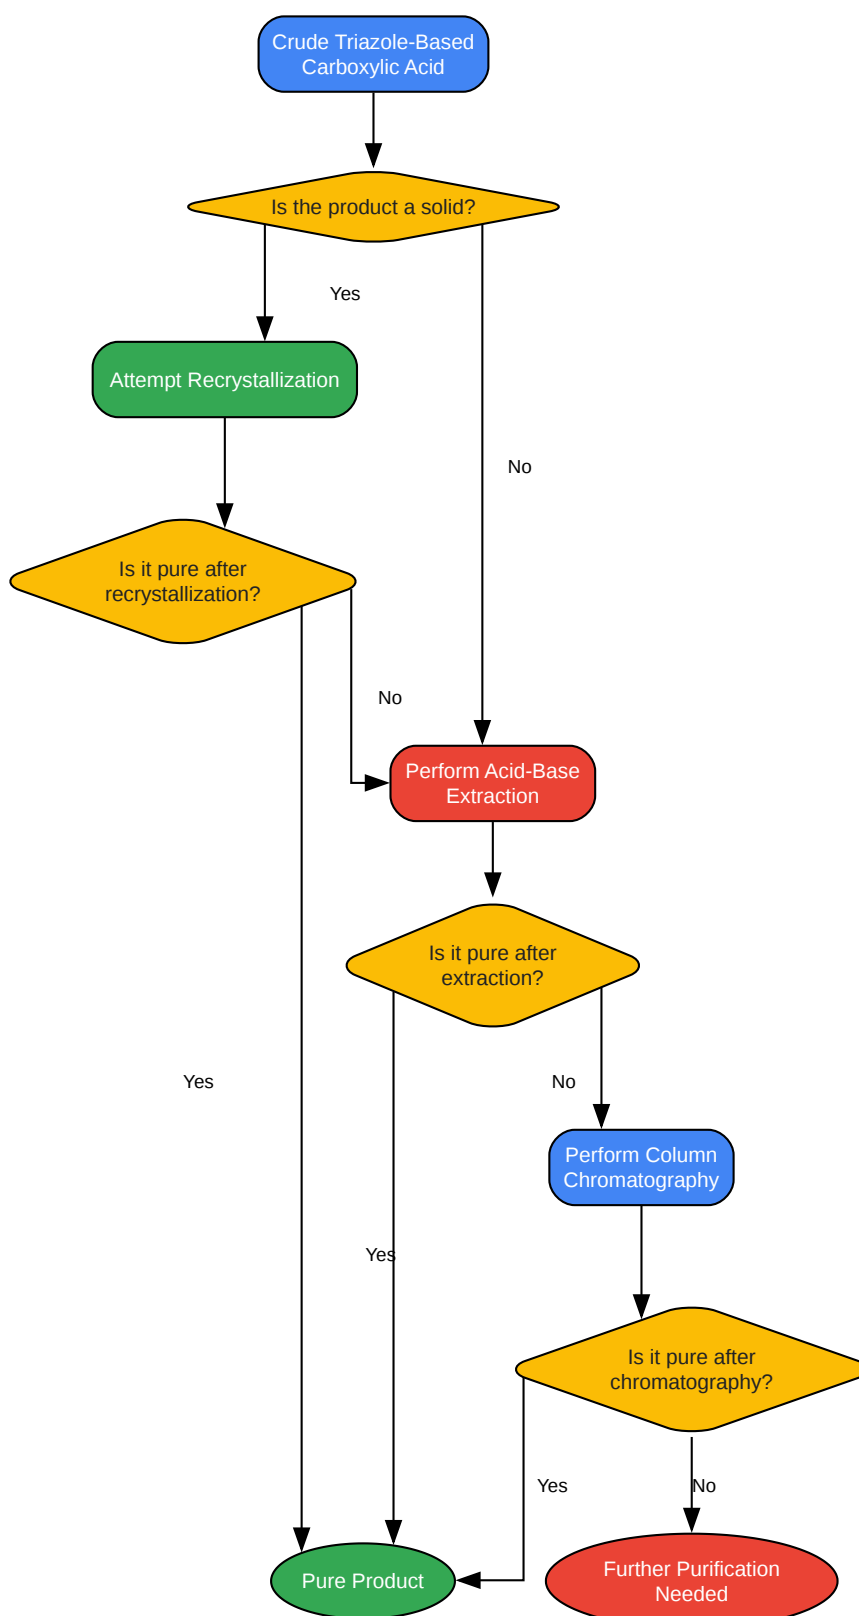 Crude Triazole-Based
Carboxylic Acid
Is the product a solid?
Yes
Attempt Recrystallization
No
Is it pure after
recrystallization?
No
Perform Acid-Base
Extraction
Is it pure after
extraction?
Yes
No
Perform Column
Chromatography
Yes
Is it pure after
chromatography?
Yes
No
Pure Product
Further Purification
Needed